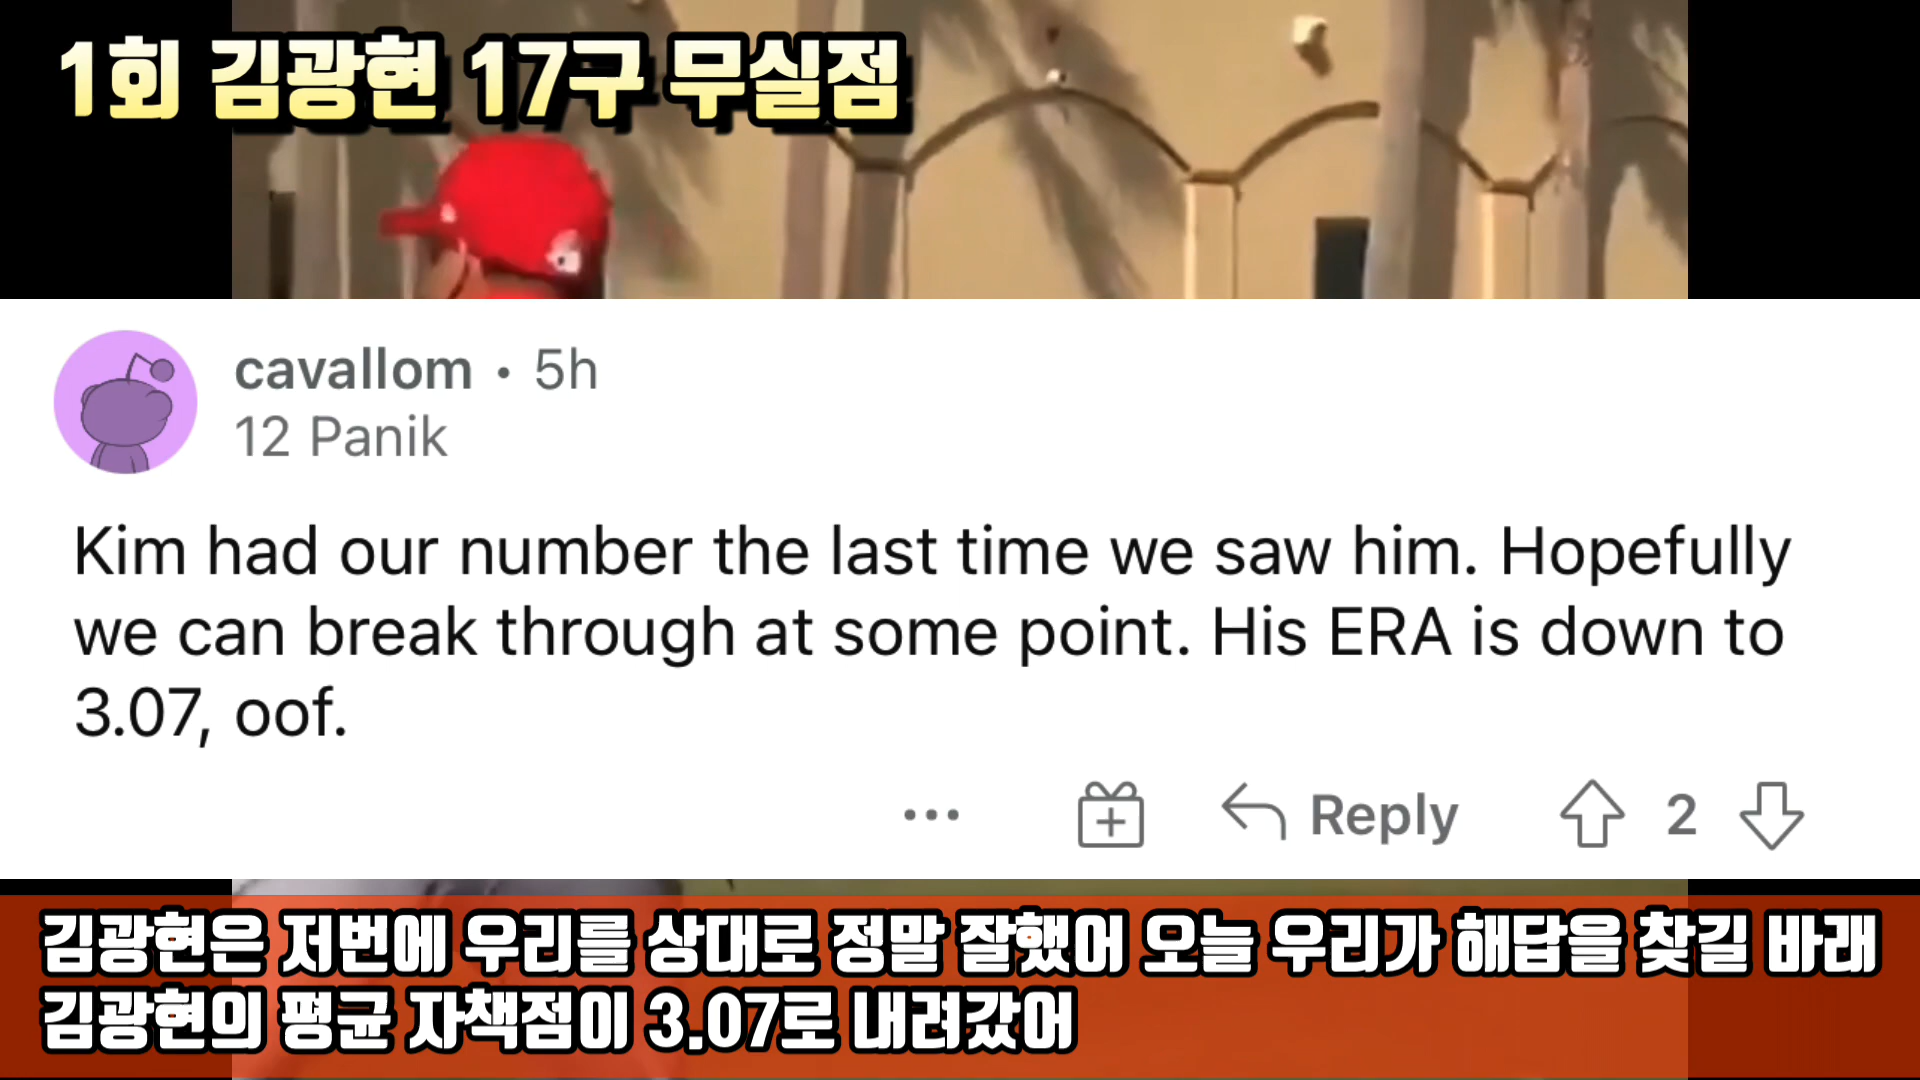 1회 김광현 17구 무실점
cavallom • 5h
12 Panik
Kim had our number the last time we saw him. Hopefully
we can break through at some point. His ERA is down to
3.07, oof.
... Reply 2
김광현은 저번에 우리를 상대로 정말 잘했어 오늘 우리가 해답을 찾길 바래
김광현의 평균 자책점이 3.07로 내려갔어